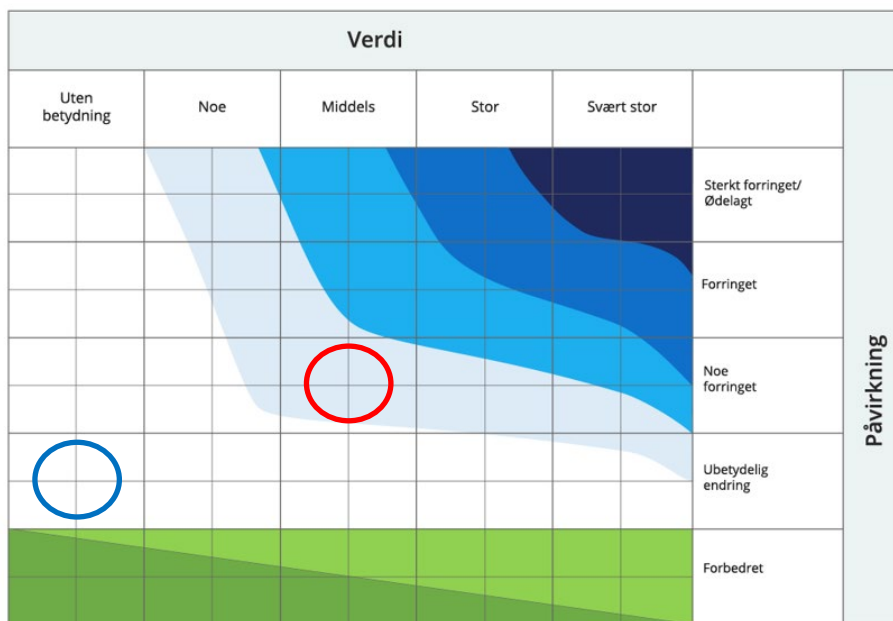 Verdi
Uten
betydning
Noe
Middels
Stor
Svært stor
Sterkt forringet/
Ødelagt
Forringet
Noe
forringet
Ubetydelig
endring
Forbedret
Påvirkning